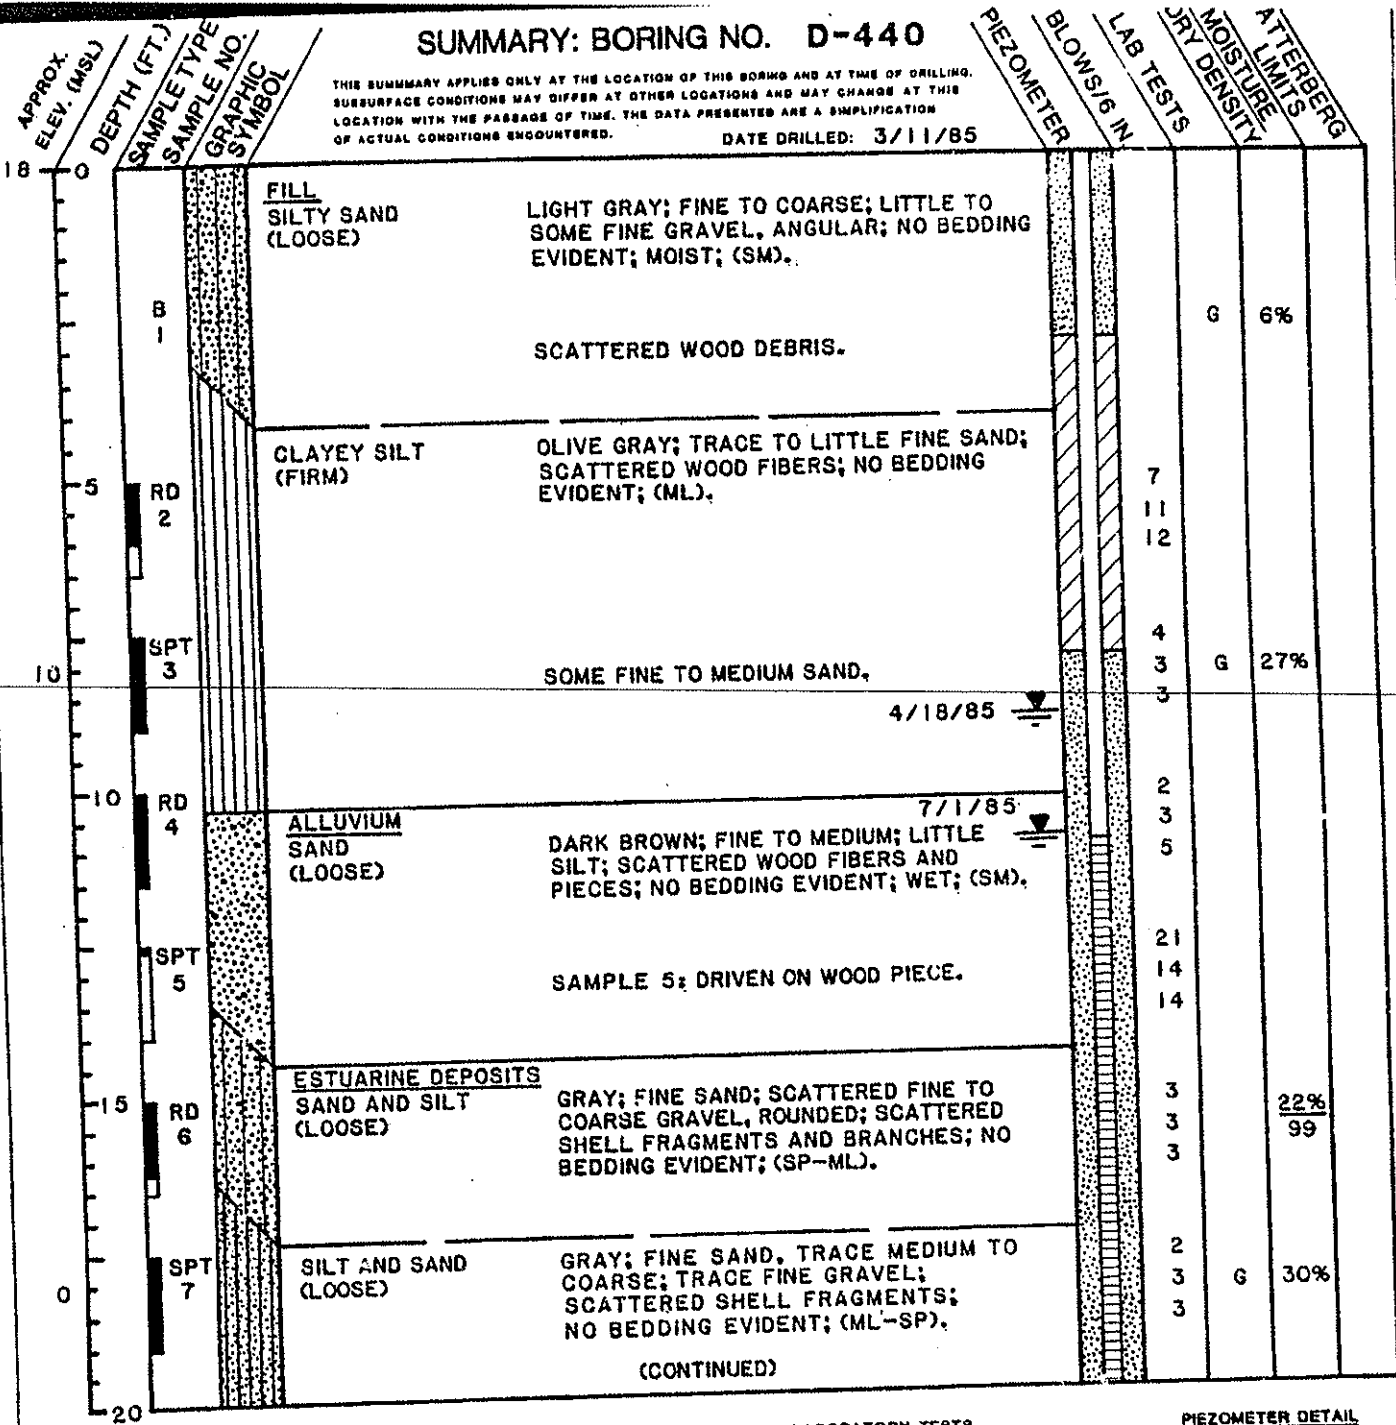 SUMMARY: BORING NO. D-440
THIS SUMMMARY APPLIES ONLY AT THE LOCATION OF THIS BORING AND AT TIME OF DRILLING.
SUBSURFACE CONDITIONS MAY DIFFER AT OTHER LOCATIONS AND MAY CHANGE AT THIS
LOCATION WITH THE PASSAGE OF TIME. THE DATA PRESENTED ARE A SIMPLIFICATION
OF ACTUAL CONDITIONS ENCOUNTERED.
DATE DRILLED: 3/11/85
APPROX.
ELEV. (MSL)
DEPTH (FT.)
SAMPLE TYPE
SAMPLE NO.
GRAPHIC
SYMBOL
PIEZOMETER
BLOWS/6 IN.
LAB TESTS
DRY DENSITY
MOISTURE
ATTERBERG
LIMITS
18 0
FILL
SILTY SAND
(LOOSE)
LIGHT GRAY; FINE TO COARSE; LITTLE TO
SOME FINE GRAVEL, ANGULAR; NO BEDDING
EVIDENT; MOIST; (SM).
B
1
G 6%
SCATTERED WOOD DEBRIS.
CLAYEY SILT
(FIRM)
OLIVE GRAY; TRACE TO LITTLE FINE SAND;
SCATTERED WOOD FIBERS; NO BEDDING
EVIDENT; (ML).
5
RD
2
7
11
12
SPT
3
10
SOME FINE TO MEDIUM SAND.
4
3
3
G 27%
4/18/85
10
RD
4
2
3
5
7/1/85
ALLUVIUM
SAND
(LOOSE)
DARK BROWN; FINE TO MEDIUM; LITTLE
SILT; SCATTERED WOOD FIBERS AND
PIECES; NO BEDDING EVIDENT; WET; (SM).
SPT
5
SAMPLE 5: DRIVEN ON WOOD PIECE.
21
14
14
ESTUARINE DEPOSITS
SAND AND SILT
(LOOSE)
GRAY; FINE SAND; SCATTERED FINE TO
COARSE GRAVEL, ROUNDED; SCATTERED
SHELL FRAGMENTS AND BRANCHES; NO
BEDDING EVIDENT; (SP-ML).
15
RD
6
3
3
3
22%
99
SILT AND SAND
(LOOSE)
GRAY; FINE SAND, TRACE MEDIUM TO
COARSE; TRACE FINE GRAVEL;
SCATTERED SHELL FRAGMENTS;
NO BEDDING EVIDENT; (ML-SP).
0
SPT
7
2
3
3
G 30%
(CONTINUED)
20
PIEZOMETER DETAIL